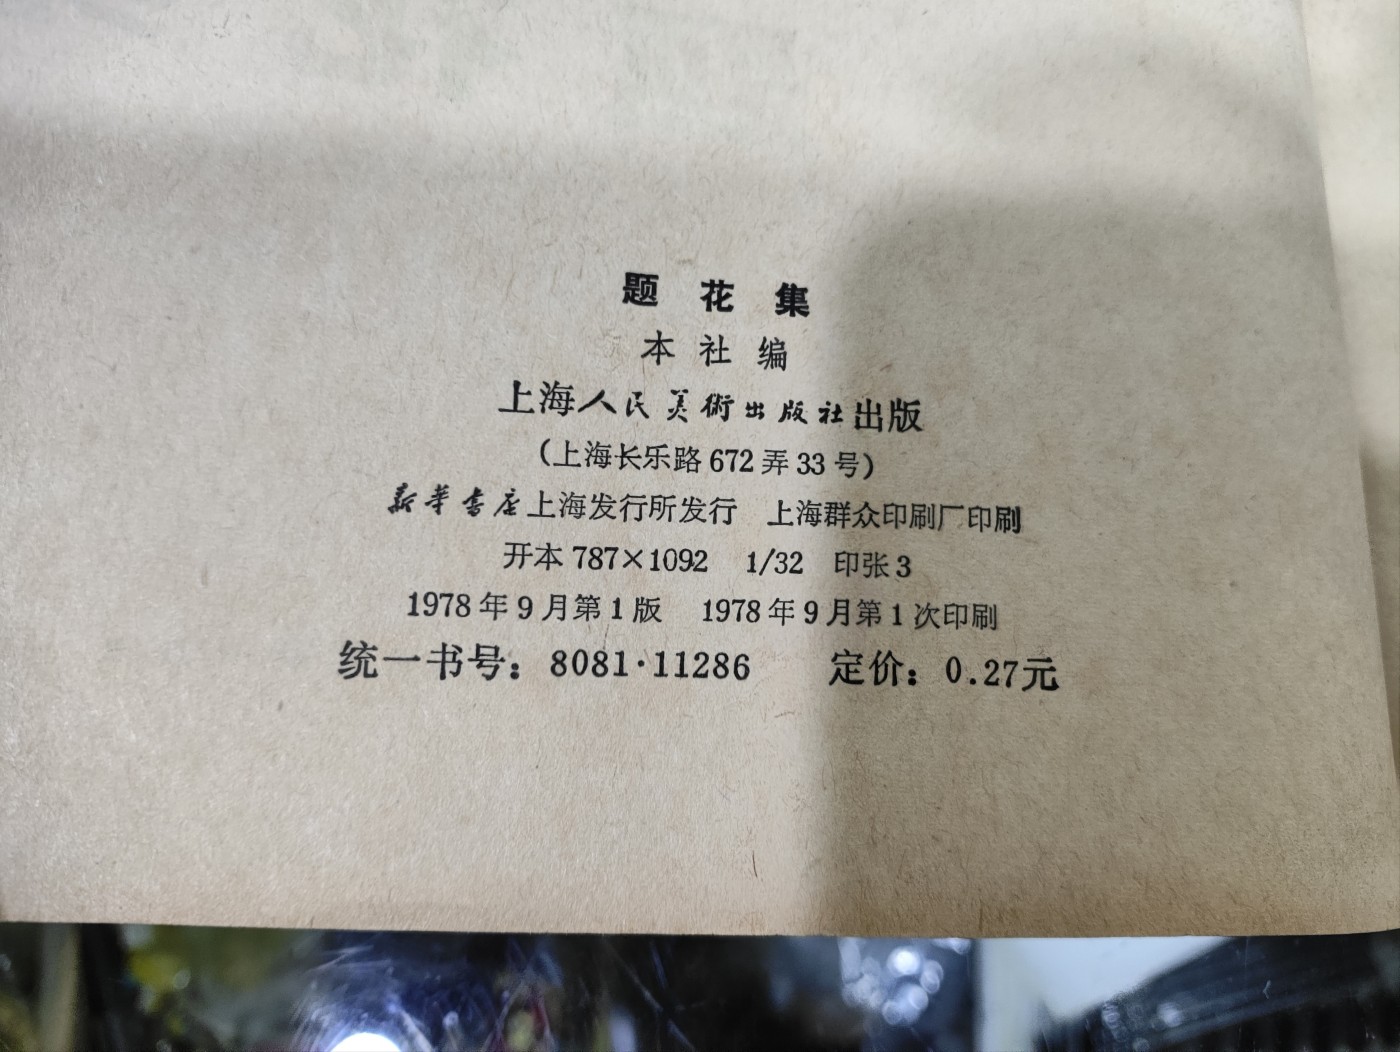 题花集
本社编
上海人民美術出版社出版
(上海长乐路672弄33号)
新華書店上海发行所发行 上海群众印刷厂印刷
开本 787×1092 1/32 印张 3
1978年9月第1版 1978年9月第1次印刷
统一书号：8081·11286 定价：0.27元